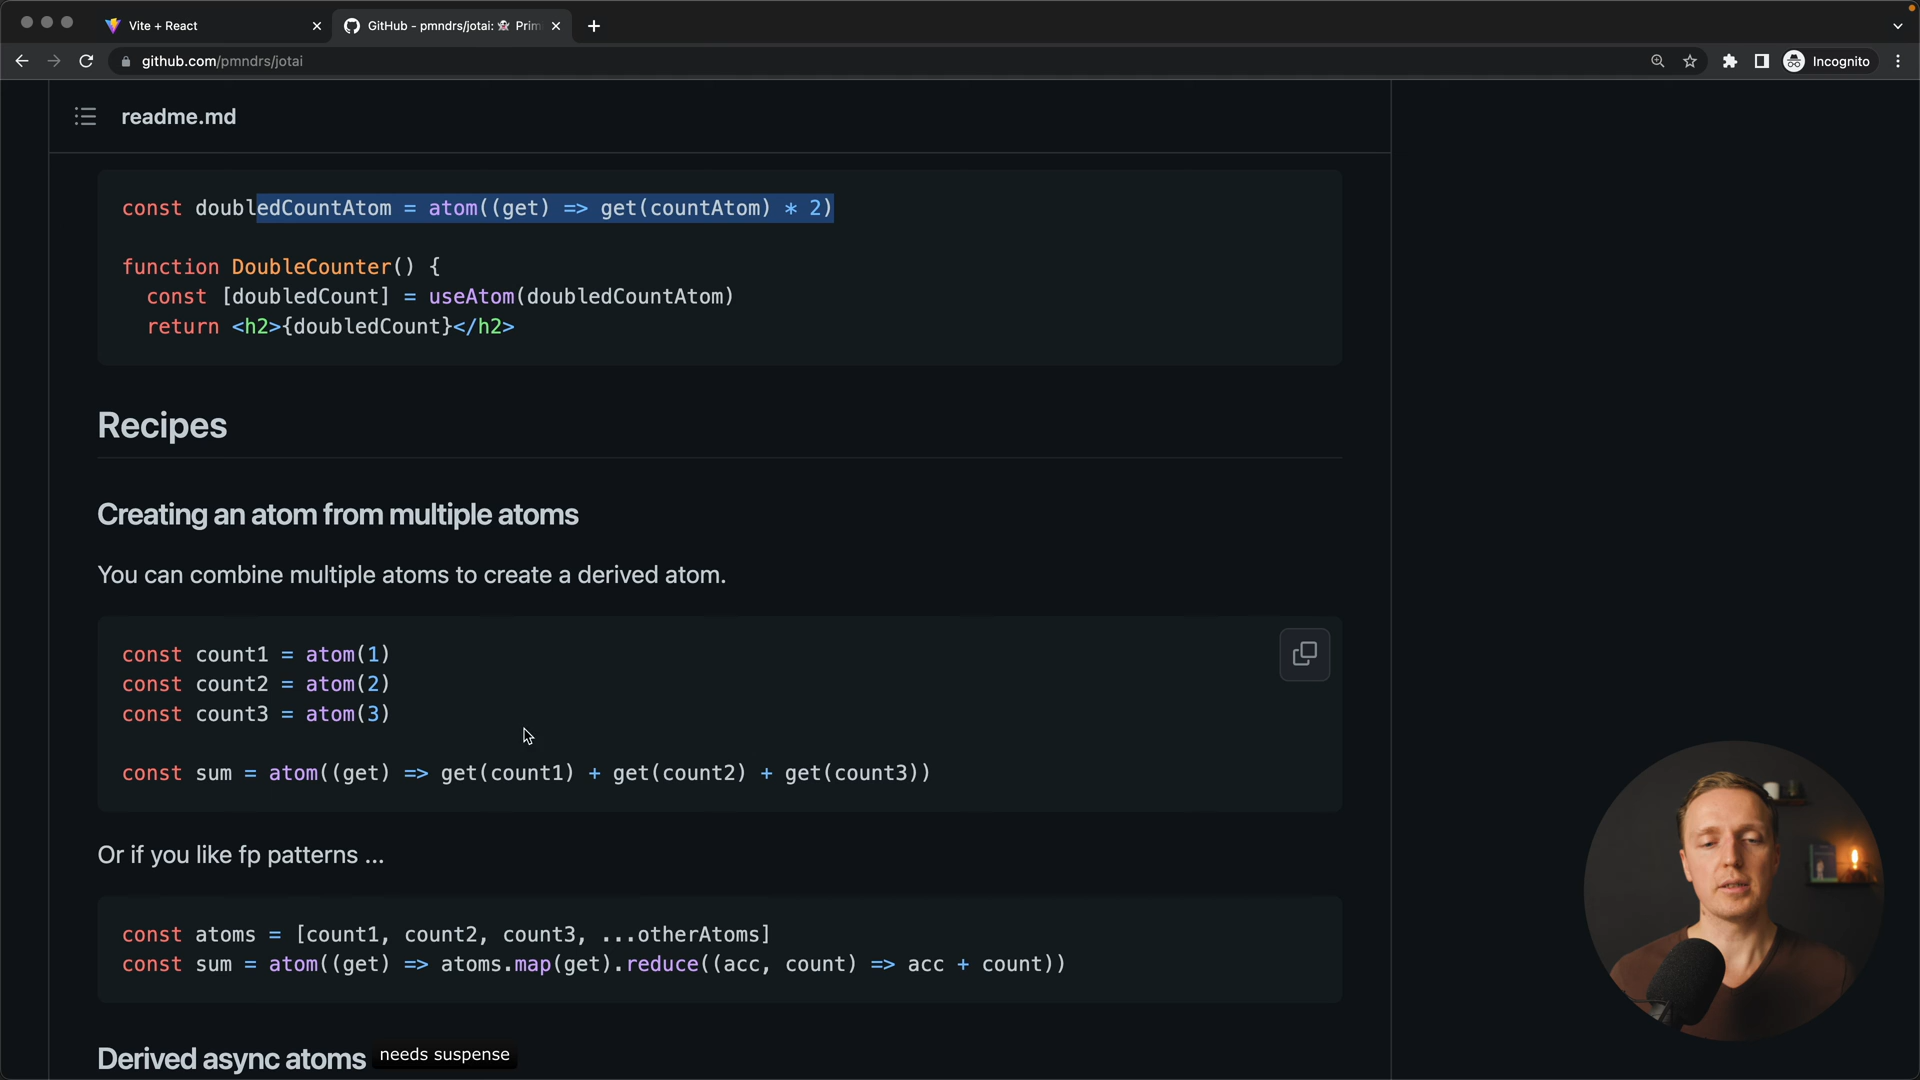 Vite + React
GitHub - pmndrs/jotai: 👻 Prim
github.com/pmndrs/jotai
Incognito
readme.md
const doubledCountAtom = atom((get) => get(countAtom) * 2)
function DoubleCounter() {
const [doubledCount] = useAtom(doubledCountAtom)
return <h2>{doubledCount}</h2>
Recipes
Creating an atom from multiple atoms
You can combine multiple atoms to create a derived atom.
const count1 = atom(1)
const count2 = atom(2)
const count3 = atom(3)
const sum = atom((get) => get(count1) + get(count2) + get(count3))
Or if you like fp patterns ...
const atoms = [count1, count2, count3, ...otherAtoms]
const sum = atom((get) => atoms.map(get).reduce((acc, count) => acc + count))
Derived async atoms needs suspense